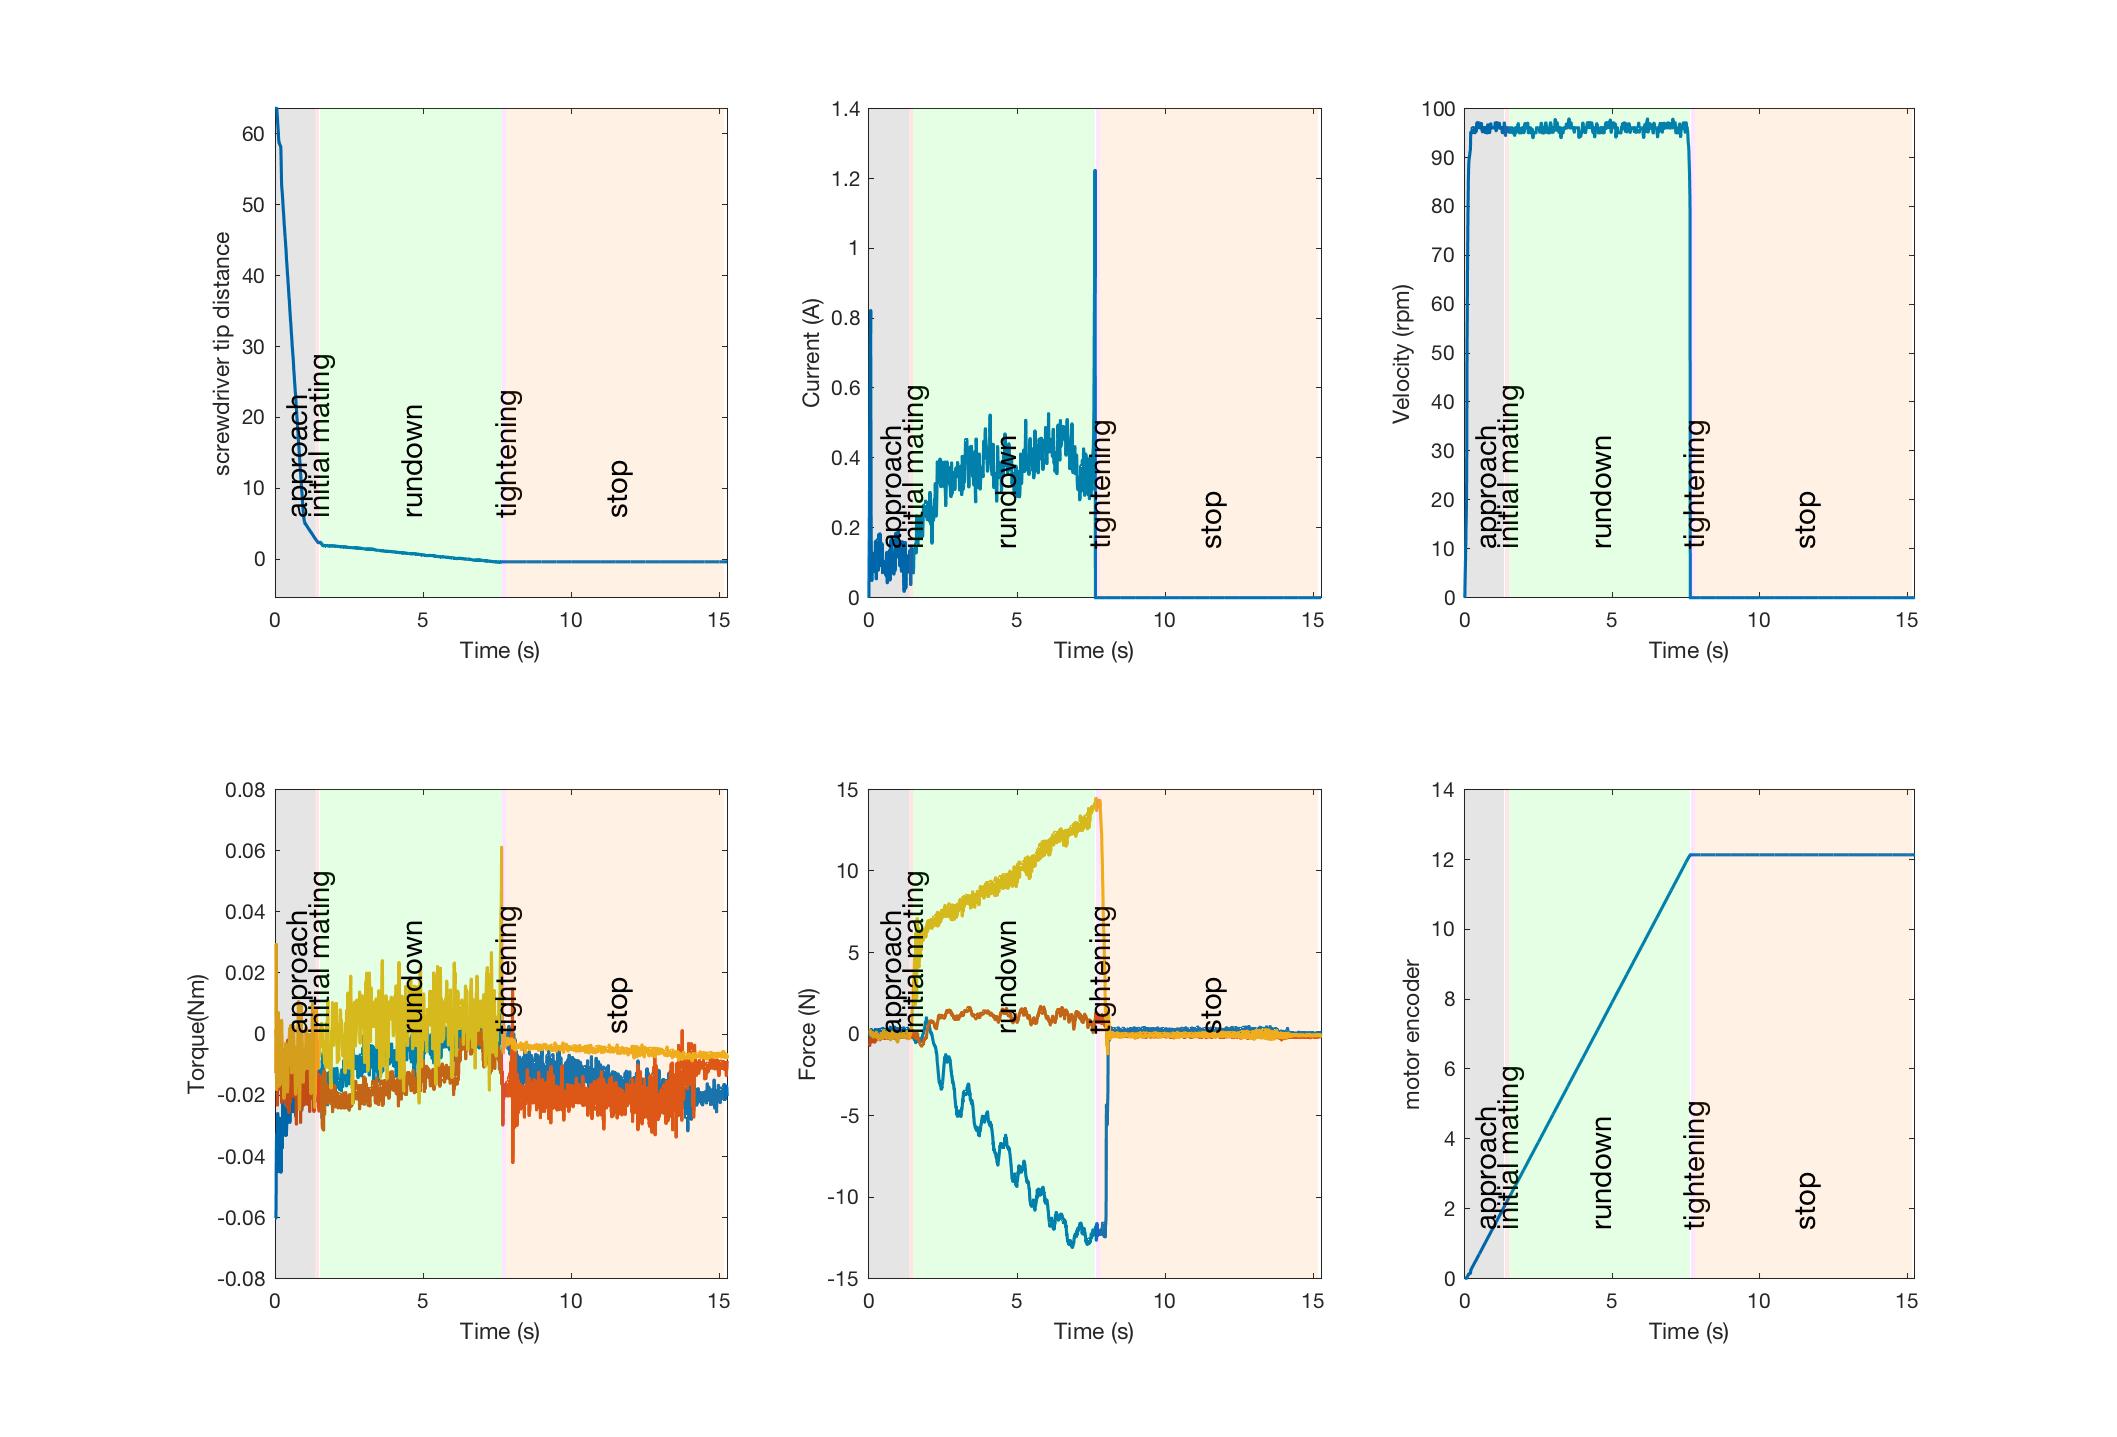 60
50
40
30
20
10
0
screwdriver tip distance
approach
initial mating
rundown
tightening
stop
0 5 10 15
Time (s)
1.4
1.2
1
0.8
0.6
0.4
0.2
0
Current (A)
approach
initial mating
rundown
tightening
stop
0 5 10 15
Time (s)
100
90
80
70
60
50
40
30
20
10
0
Velocity (rpm)
approach
initial mating
rundown
tightening
stop
0 5 10 15
Time (s)
0.08
0.06
0.04
0.02
0
-0.02
-0.04
-0.06
-0.08
Torque(Nm)
approach
initial mating
rundown
tightening
stop
0 5 10 15
Time (s)
15
10
5
0
-5
-10
-15
Force (N)
approach
initial mating
rundown
tightening
stop
0 5 10 15
Time (s)
14
12
10
8
6
4
2
0
motor encoder
approach
initial mating
rundown
tightening
stop
0 5 10 15
Time (s)